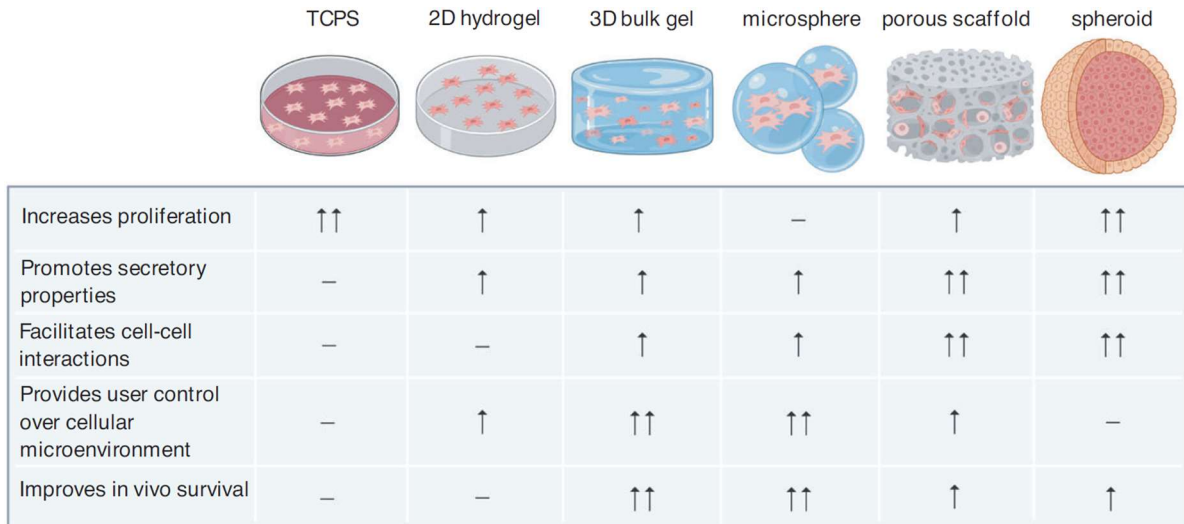 TCPS 2D hydrogel 3D bulk gel microsphere porous scaffold spheroid
Increases proliferation ↑↑ ↑ ↑ – ↑ ↑↑
Promotes secretory
properties – ↑ ↑ ↑ ↑↑ ↑↑
Facilitates cell-cell
interactions – – ↑ ↑ ↑↑ ↑↑
Provides user control
over cellular – ↑ ↑↑ ↑↑ ↑ –
microenvironment
Improves in vivo survival – – ↑↑ ↑↑ ↑ ↑